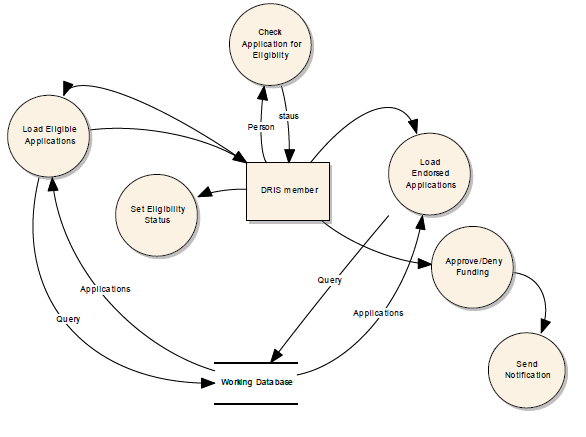 Check
Application for
Eligiblity
Load Eligible
Applications
staus
Person
Load
Endorsed
Applications
DRIS member
Set Eligibility
Status
Approve/Deny
Funding
Query
Applications
Applications
Query
Send
Notification
Working Database